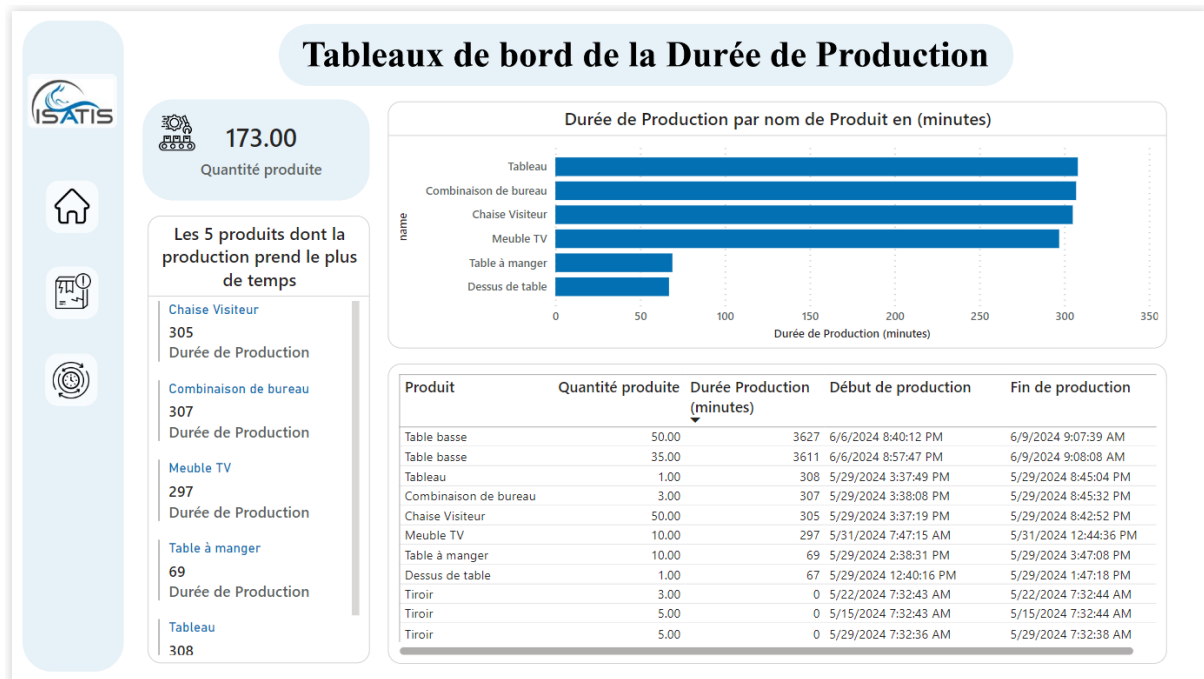 Tableaux de bord de la Durée de Production
ISATIS
173.00
Quantité produite
Les 5 produits dont la
production prend le plus
de temps
Chaise Visiteur
305
Durée de Production
Combinaison de bureau
307
Durée de Production
Meuble TV
297
Durée de Production
Table à manger
69
Durée de Production
Tableau
308
Durée de Production par nom de Produit en (minutes)
name
Tableau
Combinaison de bureau
Chaise Visiteur
Meuble TV
Table à manger
Dessus de table
0 50 100 150 200 250 300 350
Durée de Production (minutes)
Produit Quantité produite Durée Production Début de production Fin de production
(minutes)
Table basse 50.00 3627 6/6/2024 8:40:12 PM 6/9/2024 9:07:39 AM
Table basse 35.00 3611 6/6/2024 8:57:47 PM 6/9/2024 9:08:08 AM
Tableau 1.00 308 5/29/2024 3:37:49 PM 5/29/2024 8:45:04 PM
Combinaison de bureau 3.00 307 5/29/2024 3:38:08 PM 5/29/2024 8:45:32 PM
Chaise Visiteur 50.00 305 5/29/2024 3:37:19 PM 5/29/2024 8:42:52 PM
Meuble TV 10.00 297 5/31/2024 7:47:15 AM 5/31/2024 12:44:36 PM
Table à manger 10.00 69 5/29/2024 2:38:31 PM 5/29/2024 3:47:08 PM
Dessus de table 1.00 67 5/29/2024 12:40:16 PM 5/29/2024 1:47:18 PM
Tiroir 3.00 0 5/22/2024 7:32:43 AM 5/22/2024 7:32:44 AM
Tiroir 5.00 0 5/15/2024 7:32:43 AM 5/15/2024 7:32:44 AM
Tiroir 5.00 0 5/29/2024 7:32:36 AM 5/29/2024 7:32:38 AM